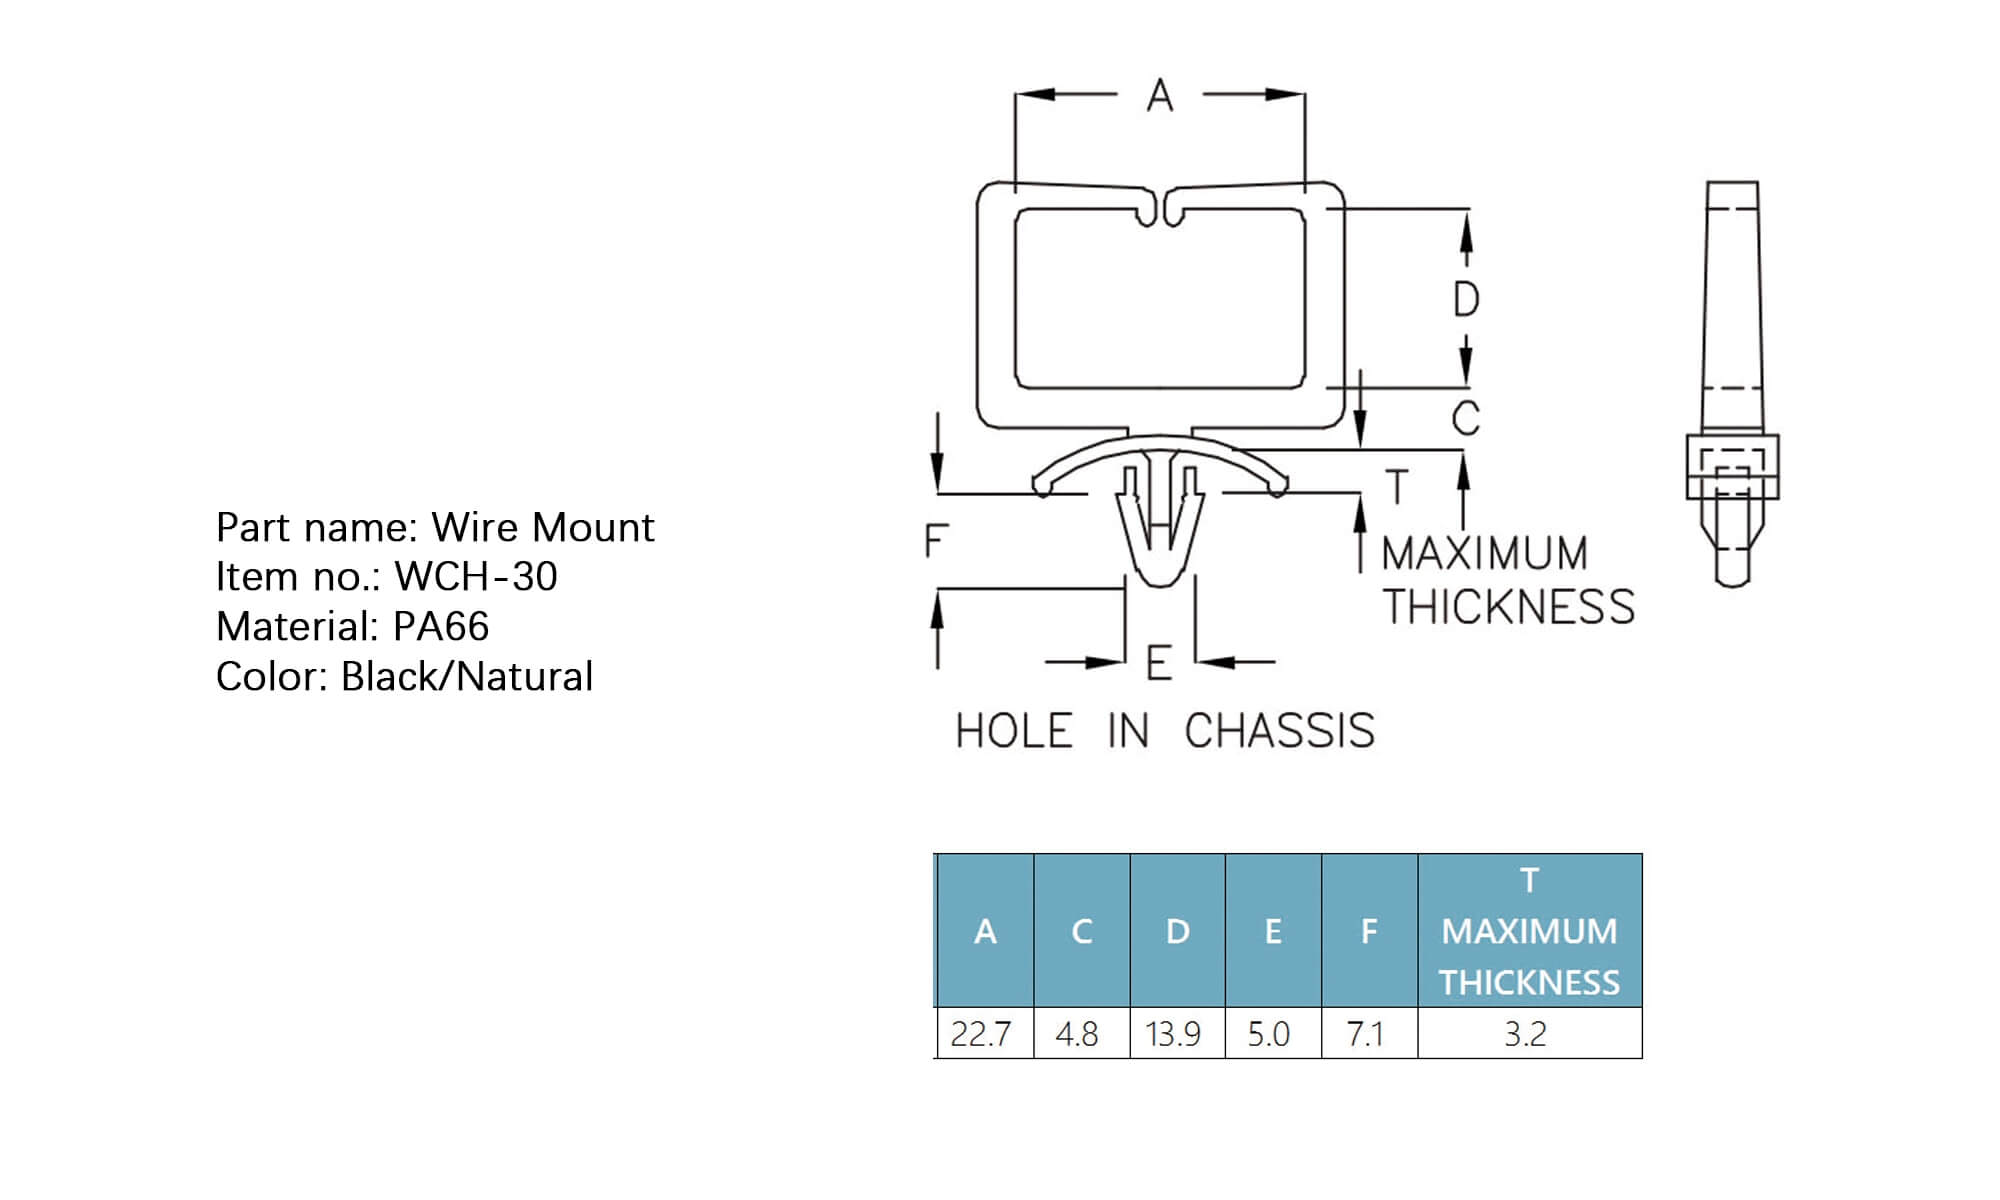 Part name: Wire Mount
Item no.: WCH-30
Material: PA66
Color: Black/Natural
A
D
C
T
MAXIMUM
THICKNESS
F
E
HOLE IN CHASSIS
A C D E F T MAXIMUM THICKNESS
22.7 4.8 13.9 5.0 7.1 3.2